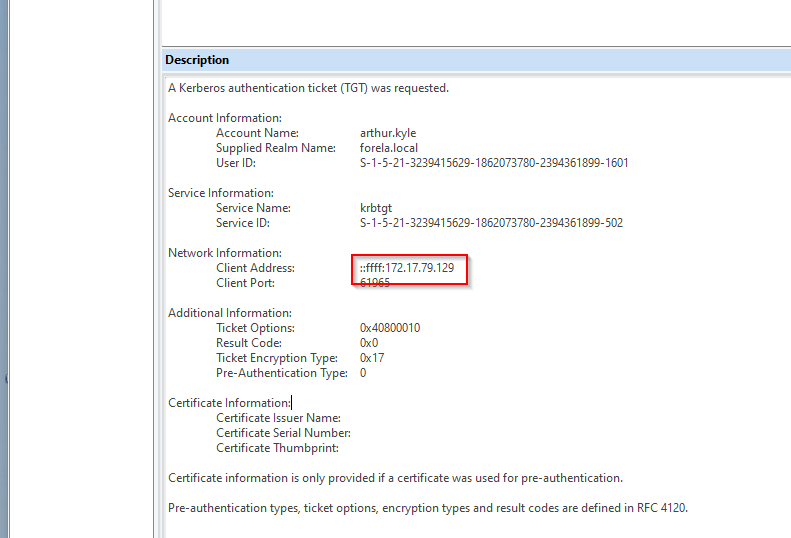 Description
A Kerberos authentication ticket (TGT) was requested.
Account Information:
Account Name: arthur.kyle
Supplied Realm Name: forela.local
User ID: S-1-5-21-3239415629-1862073780-2394361899-1601
Service Information:
Service Name: krbtgt
Service ID: S-1-5-21-3239415629-1862073780-2394361899-502
Network Information:
Client Address: ::ffff:172.17.79.129
Client Port: 61965
Additional Information:
Ticket Options: 0x40800010
Result Code: 0x0
Ticket Encryption Type: 0x17
Pre-Authentication Type: 0
Certificate Information:
Certificate Issuer Name:
Certificate Serial Number:
Certificate Thumbprint:
Certificate information is only provided if a certificate was used for pre-authentication.
Pre-authentication types, ticket options, encryption types and result codes are defined in RFC 4120.